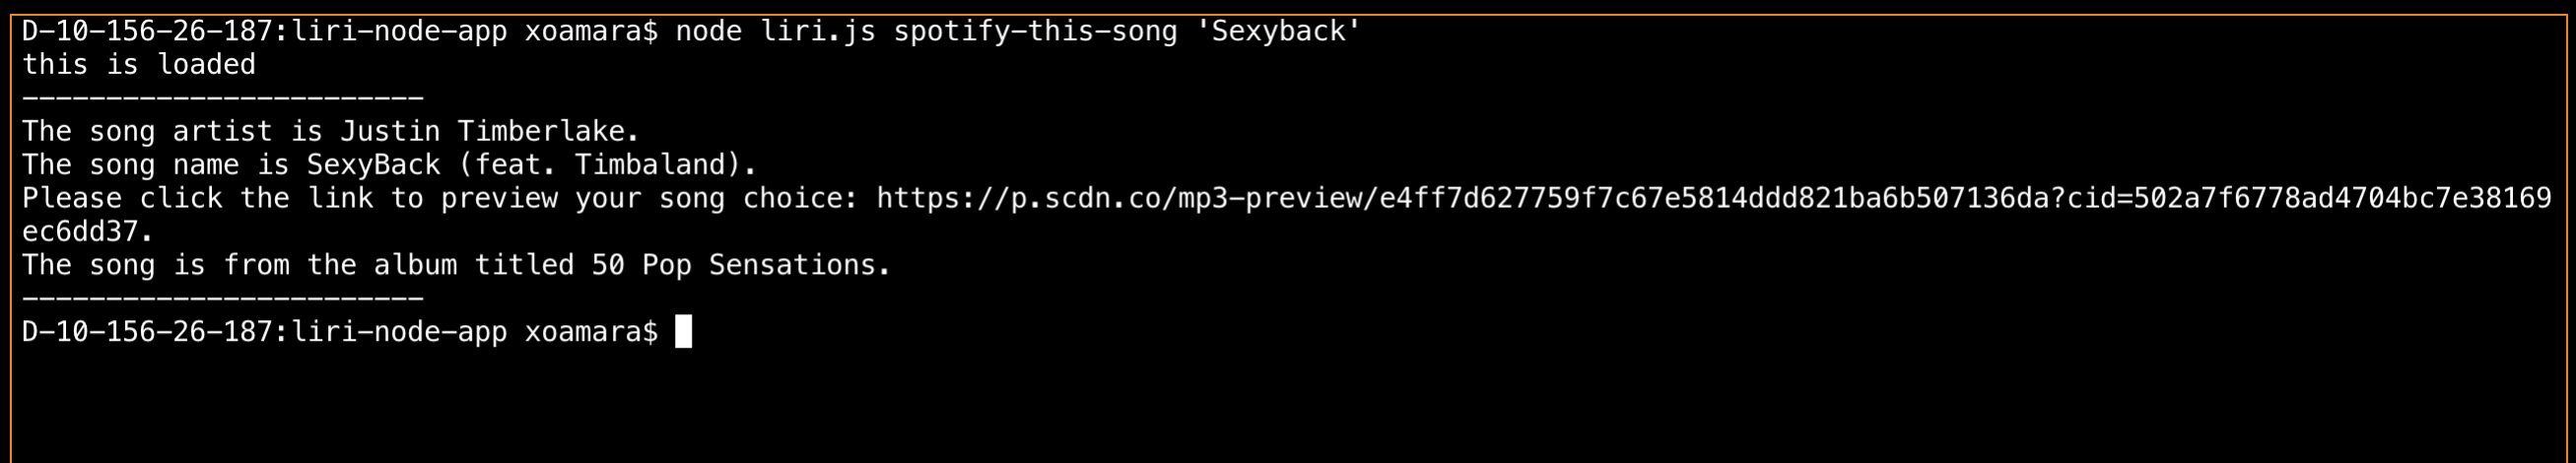 D-10-156-26-187:liri-node-app xoamara$ node liri.js spotify-this-song 'Sexyback'
this is loaded
------------------------
The song artist is Justin Timberlake.
The song name is SexyBack (feat. Timbaland).
Please click the link to preview your song choice: https://p.scdn.co/mp3-preview/e4ff7d627759f7c67e5814ddd821ba6b507136da?cid=502a7f6778ad4704bc7e38169
ec6dd37.
The song is from the album titled 50 Pop Sensations.
------------------------
D-10-156-26-187:liri-node-app xoamara$